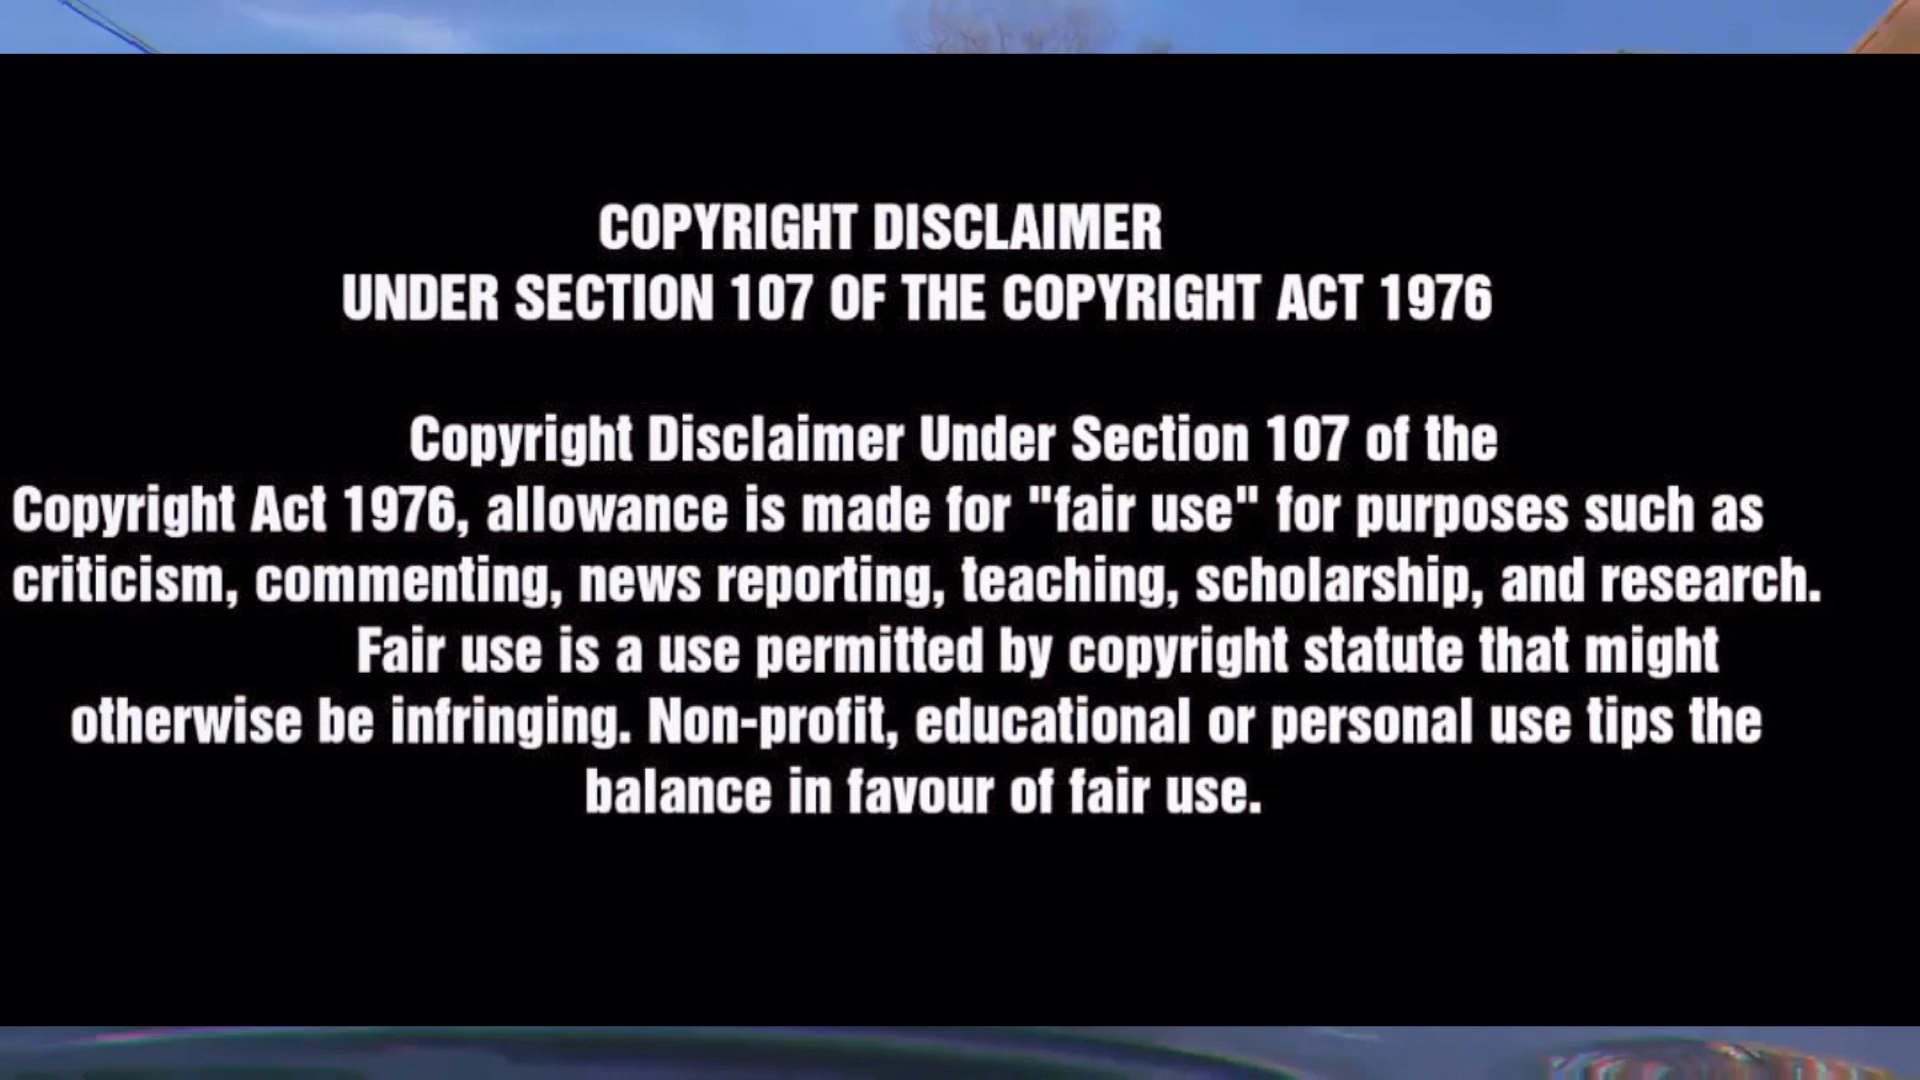 COPYRIGHT DISCLAIMER
UNDER SECTION 107 OF THE COPYRIGHT ACT 1976
Copyright Disclaimer Under Section 107 of the
Copyright Act 1976, allowance is made for "fair use" for purposes such as
criticism, commenting, news reporting, teaching, scholarship, and research.
Fair use is a use permitted by copyright statute that might
otherwise be infringing. Non-profit, educational or personal use tips the
balance in favour of fair use.